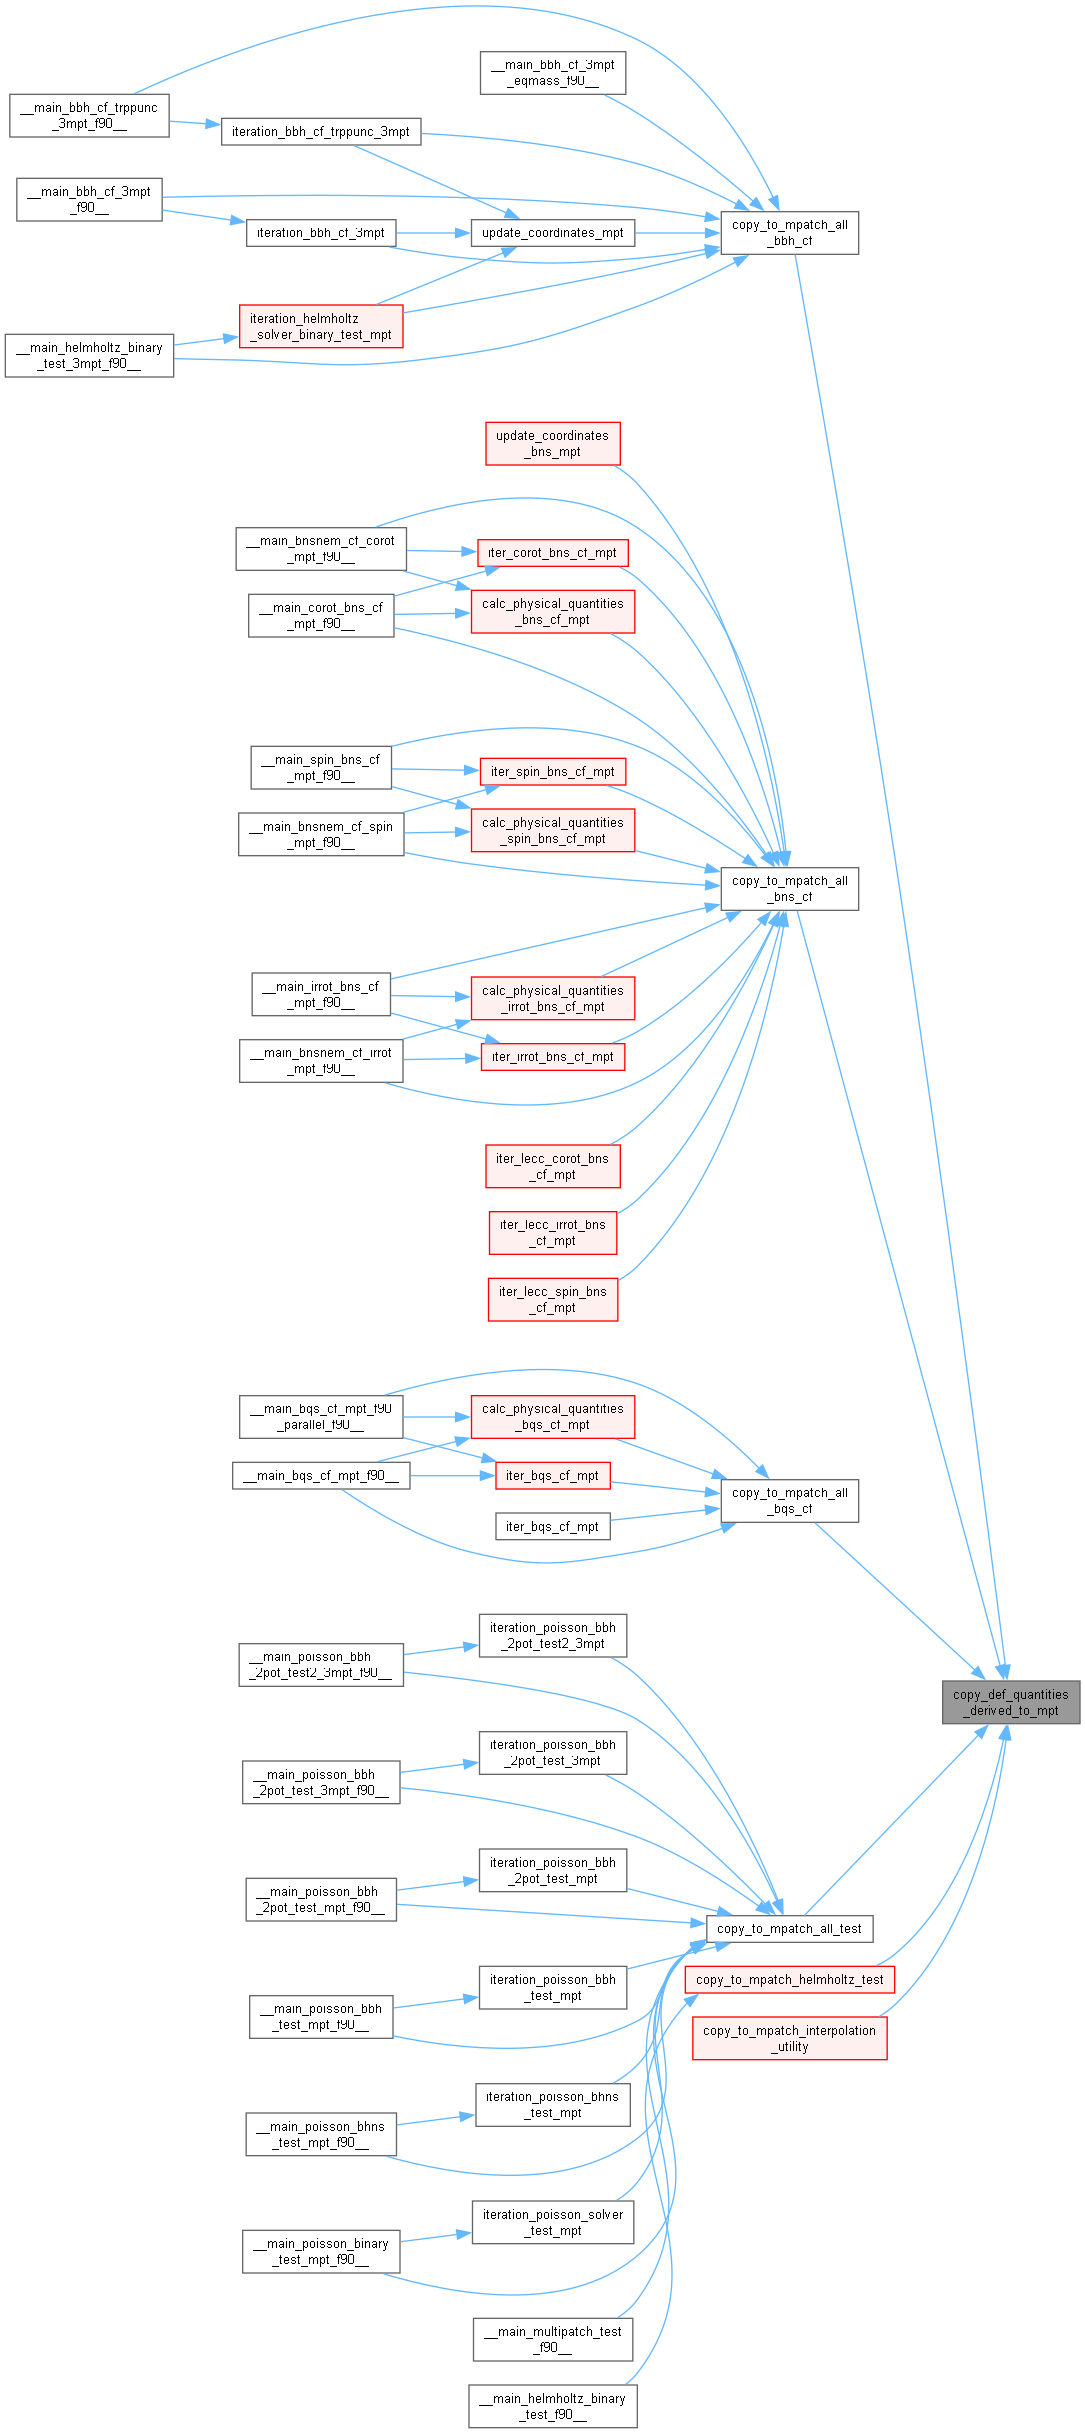 __main_bbh_cf_3mpt
_eqmass_f90__
__main_bbh_cf_trppunc
_3mpt_f90__
iteration_bbh_cf_trppunc_3mpt
__main_bbh_cf_3mpt
_f90__
iteration_bbh_cf_3mpt
update_coordinates_mpt
copy_to_mpatch_all
_bbh_cf
iteration_helmholtz
_solver_binary_test_mpt
__main_helmholtz_binary
_test_3mpt_f90__
update_coordinates
_bns_mpt
__main_bnsnem_cf_corot
_mpt_f90__
iter_corot_bns_cf_mpt
calc_physical_quantities
_bns_cf_mpt
__main_corot_bns_cf
_mpt_f90__
__main_spin_bns_cf
_mpt_f90__
iter_spin_bns_cf_mpt
calc_physical_quantities
_spin_bns_cf_mpt
__main_bnsnem_cf_spin
_mpt_f90__
copy_to_mpatch_all
_bns_cf
__main_irrot_bns_cf
_mpt_f90__
calc_physical_quantities
_irrot_bns_cf_mpt
__main_bnsnem_cf_irrot
_mpt_f90__
iter_irrot_bns_cf_mpt
iter_lecc_corot_bns
_cf_mpt
iter_lecc_irrot_bns
_cf_mpt
iter_lecc_spin_bns
_cf_mpt
__main_bqs_cf_mpt_f90
_parallel_f90__
calc_physical_quantities
_bqs_cf_mpt
__main_bqs_cf_mpt_f90__
iter_bqs_cf_mpt
copy_to_mpatch_all
_bqs_cf
iter_bqs_cf_mpt
iteration_poisson_bbh
_2pot_test2_3mpt
__main_poisson_bbh
_2pot_test2_3mpt_f90__
copy_def_quantities
_derived_to_mpt
iteration_poisson_bbh
_2pot_test_3mpt
__main_poisson_bbh
_2pot_test_3mpt_f90__
iteration_poisson_bbh
_2pot_test_mpt
__main_poisson_bbh
_2pot_test_mpt_f90__
copy_to_mpatch_all_test
iteration_poisson_bbh
_test_mpt
copy_to_mpatch_helmholtz_test
__main_poisson_bbh
_test_mpt_f90__
copy_to_mpatch_interpolation
_utility
iteration_poisson_bhns
_test_mpt
__main_poisson_bhns
_test_mpt_f90__
iteration_poisson_solver
_test_mpt
__main_poisson_binary
_test_mpt_f90__
__main_multipatch_test
_f90__
__main_helmholtz_binary
_test_f90__